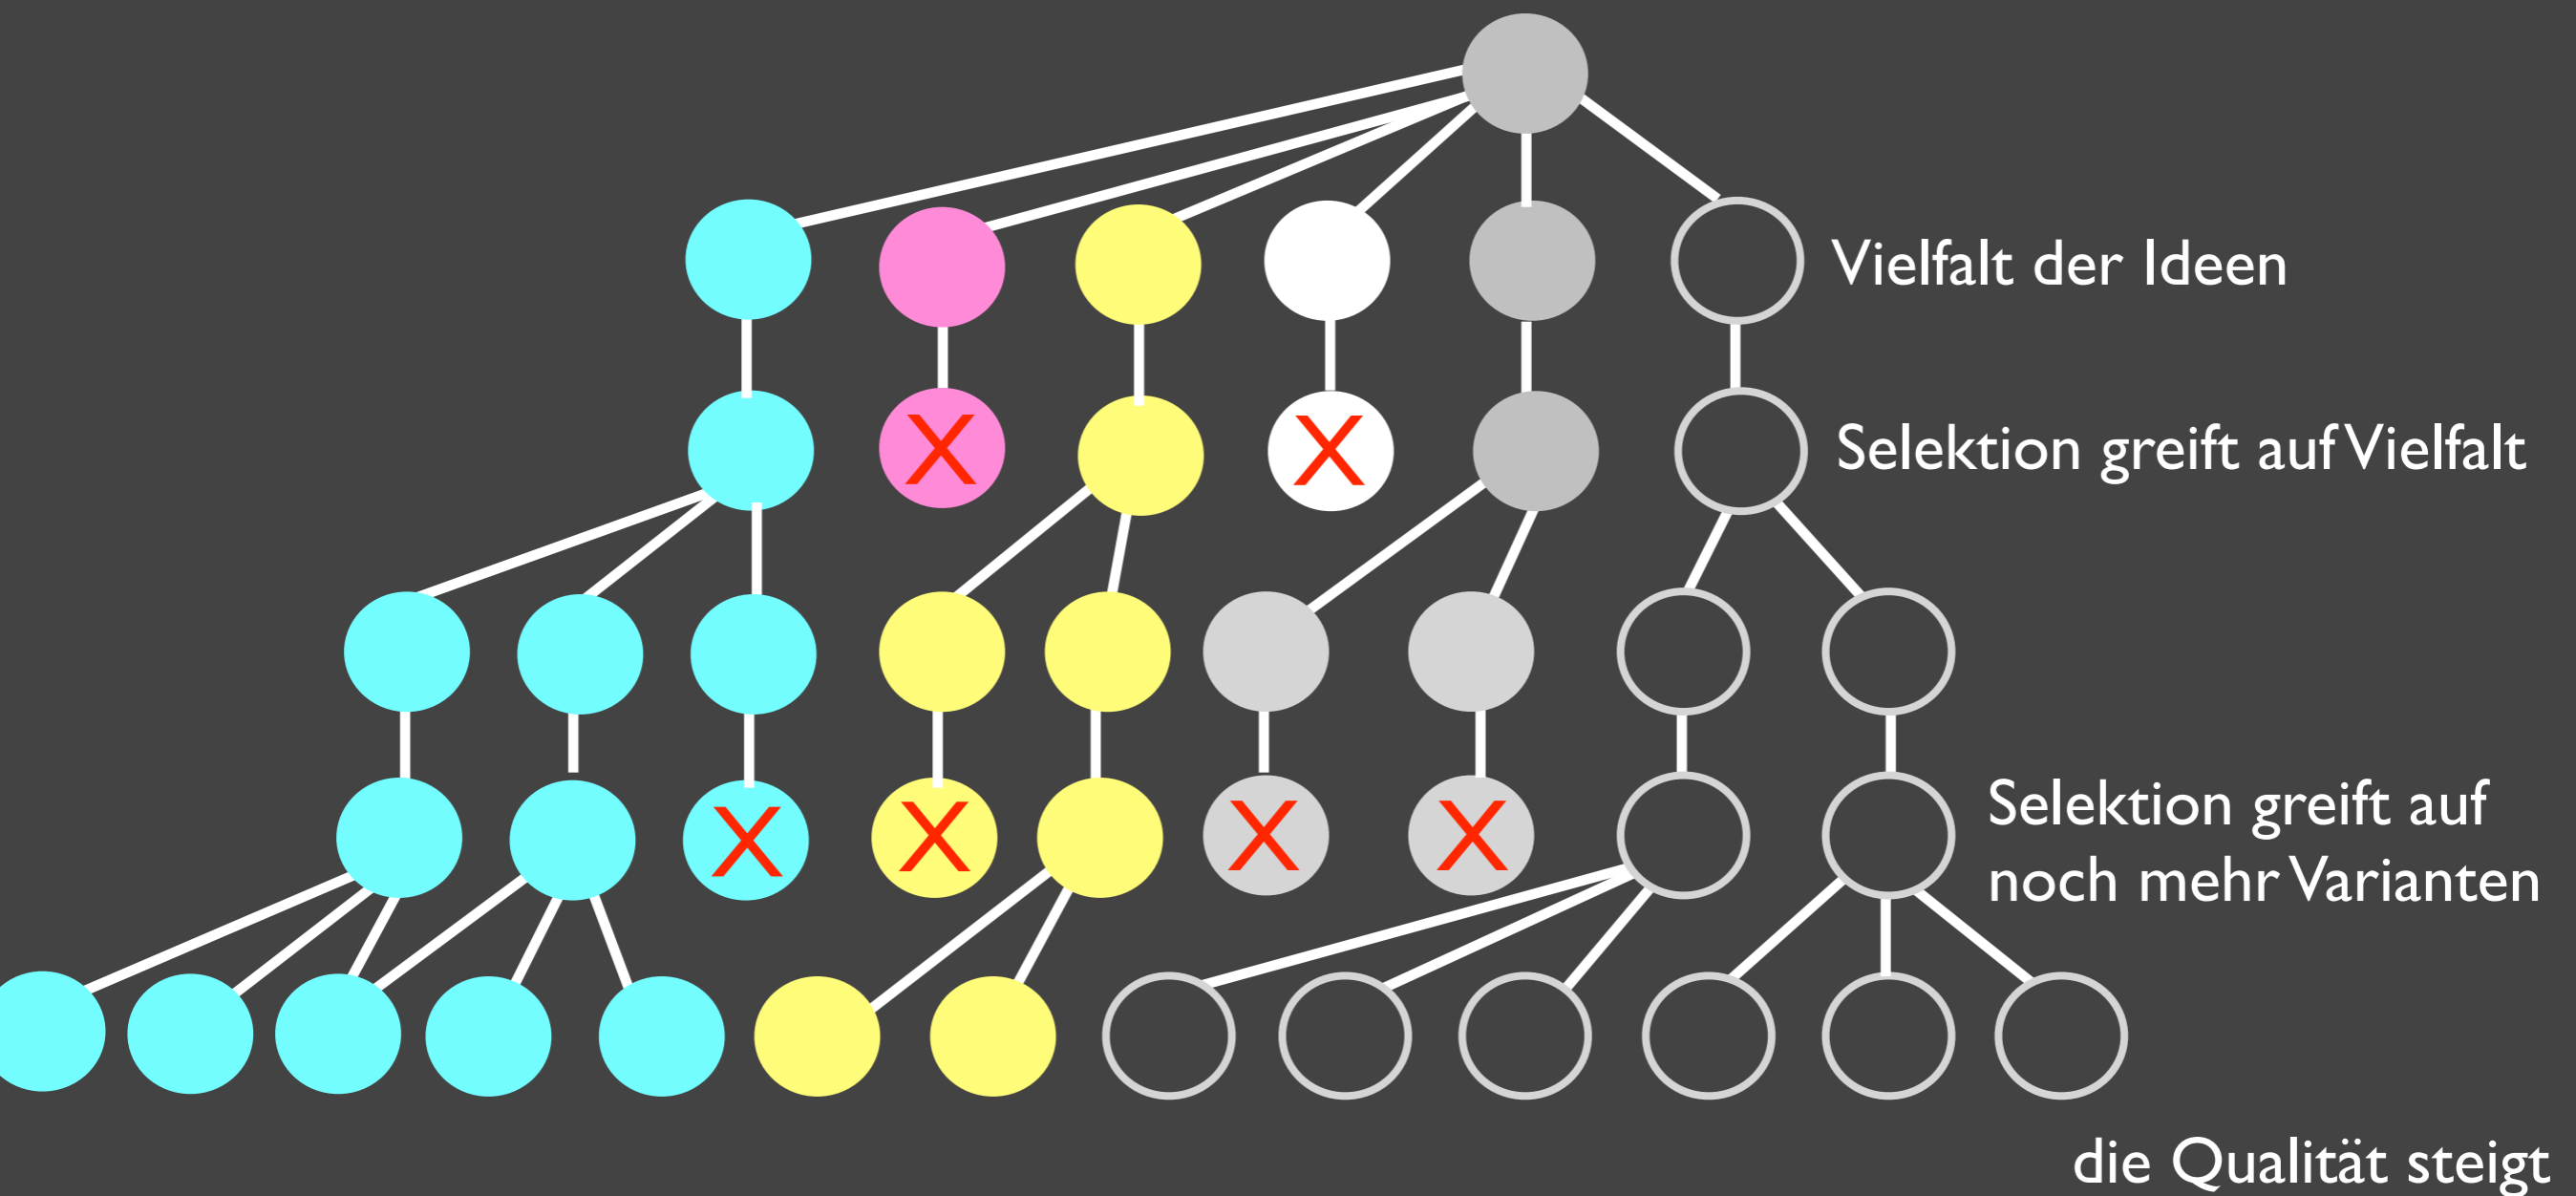 Vielfalt der Ideen
X X
Selektion greift auf Vielfalt
X X X X
Selektion greift auf
noch mehr Varianten
die Qualität steigt